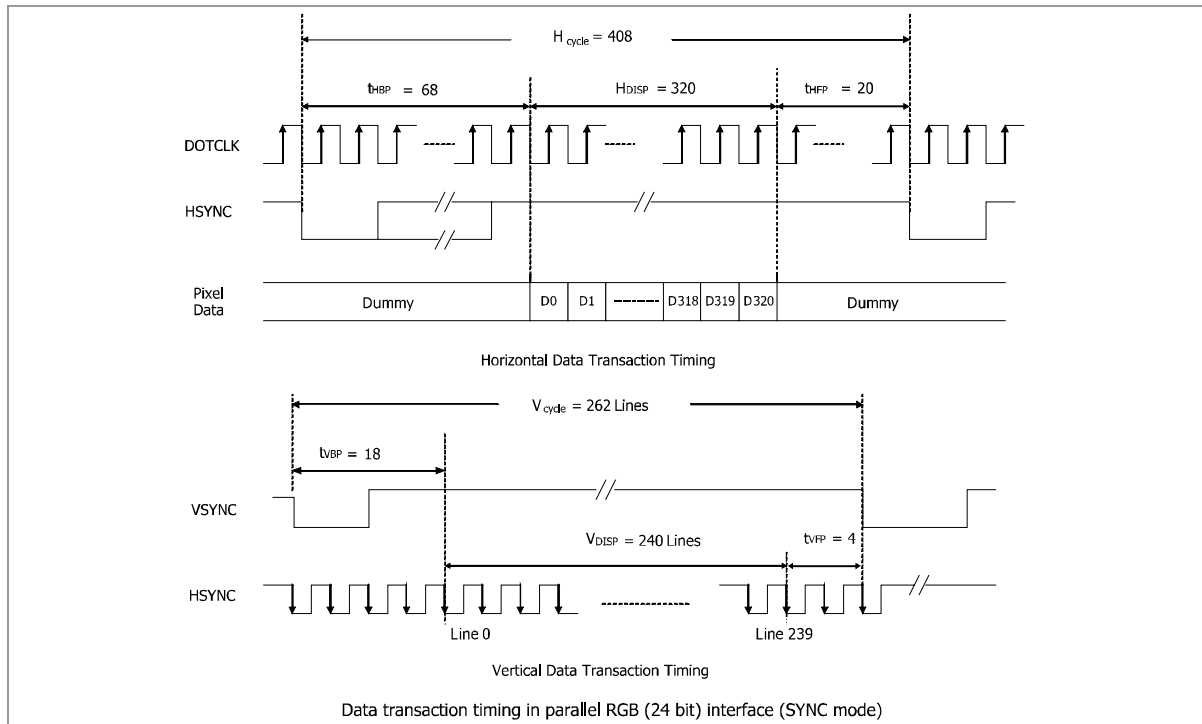 H cycle = 408
tHBP = 68 HDISP = 320 tHFP = 20
DOTCLK
HSYNC
Pixel Data Dummy D0 D1 D318 D319 D320 Dummy
Horizontal Data Transaction Timing
V cycle = 262 Lines
tVBP = 18
VSYNC
VDISP = 240 Lines tVFP = 4
HSYNC
Line 0 Line 239
Vertical Data Transaction Timing
Data transaction timing in parallel RGB (24 bit) interface (SYNC mode)